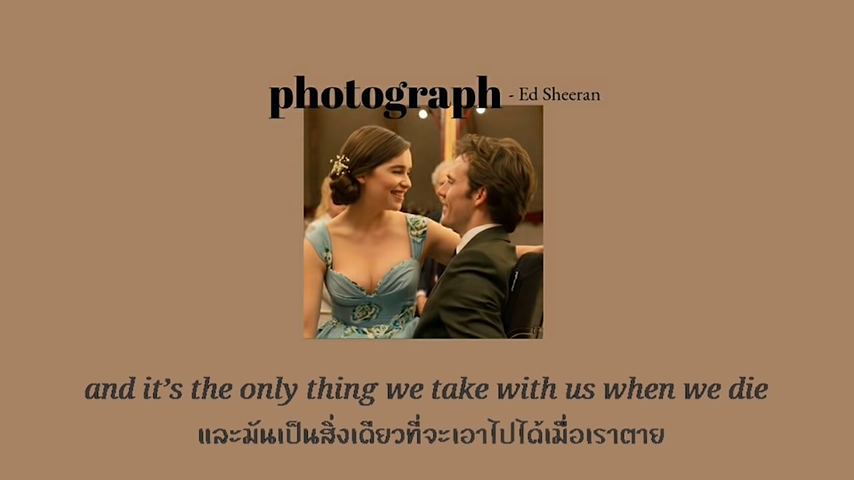 photograph - Ed Sheeran
and it's the only thing we take with us when we die
และมันเป็นสิ่งเดียวที่จะเอาไปได้เมื่อเราตาย